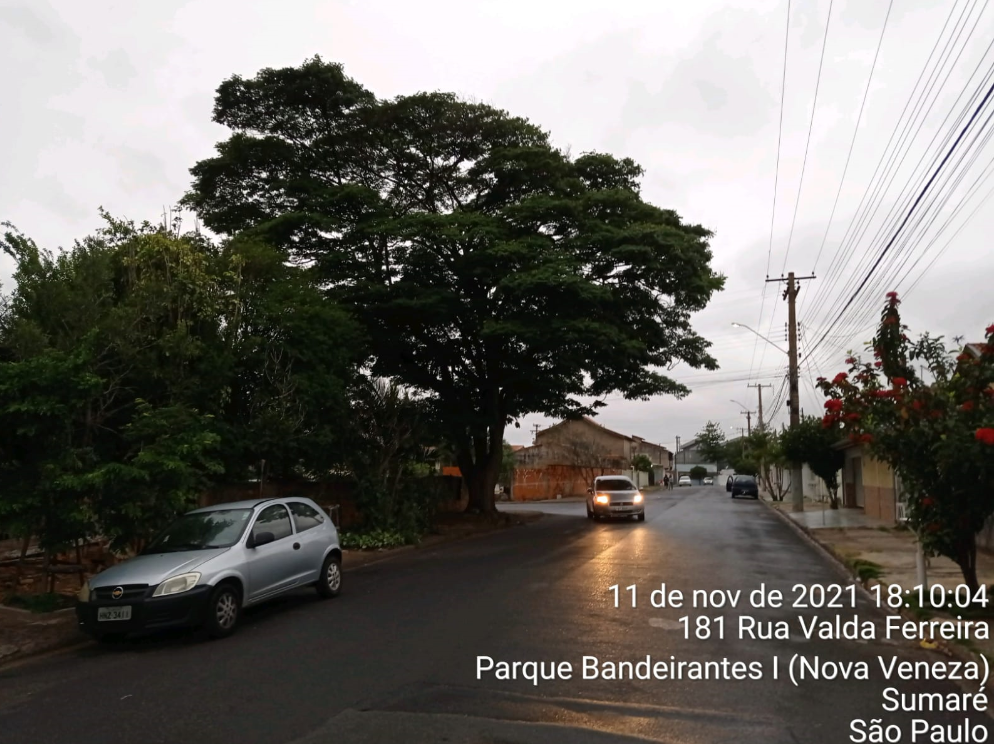 11 de nov de 2021 18:10:04
181 Rua Valda Ferreira
Parque Bandeirantes I (Nova Veneza)
Sumaré
São Paulo